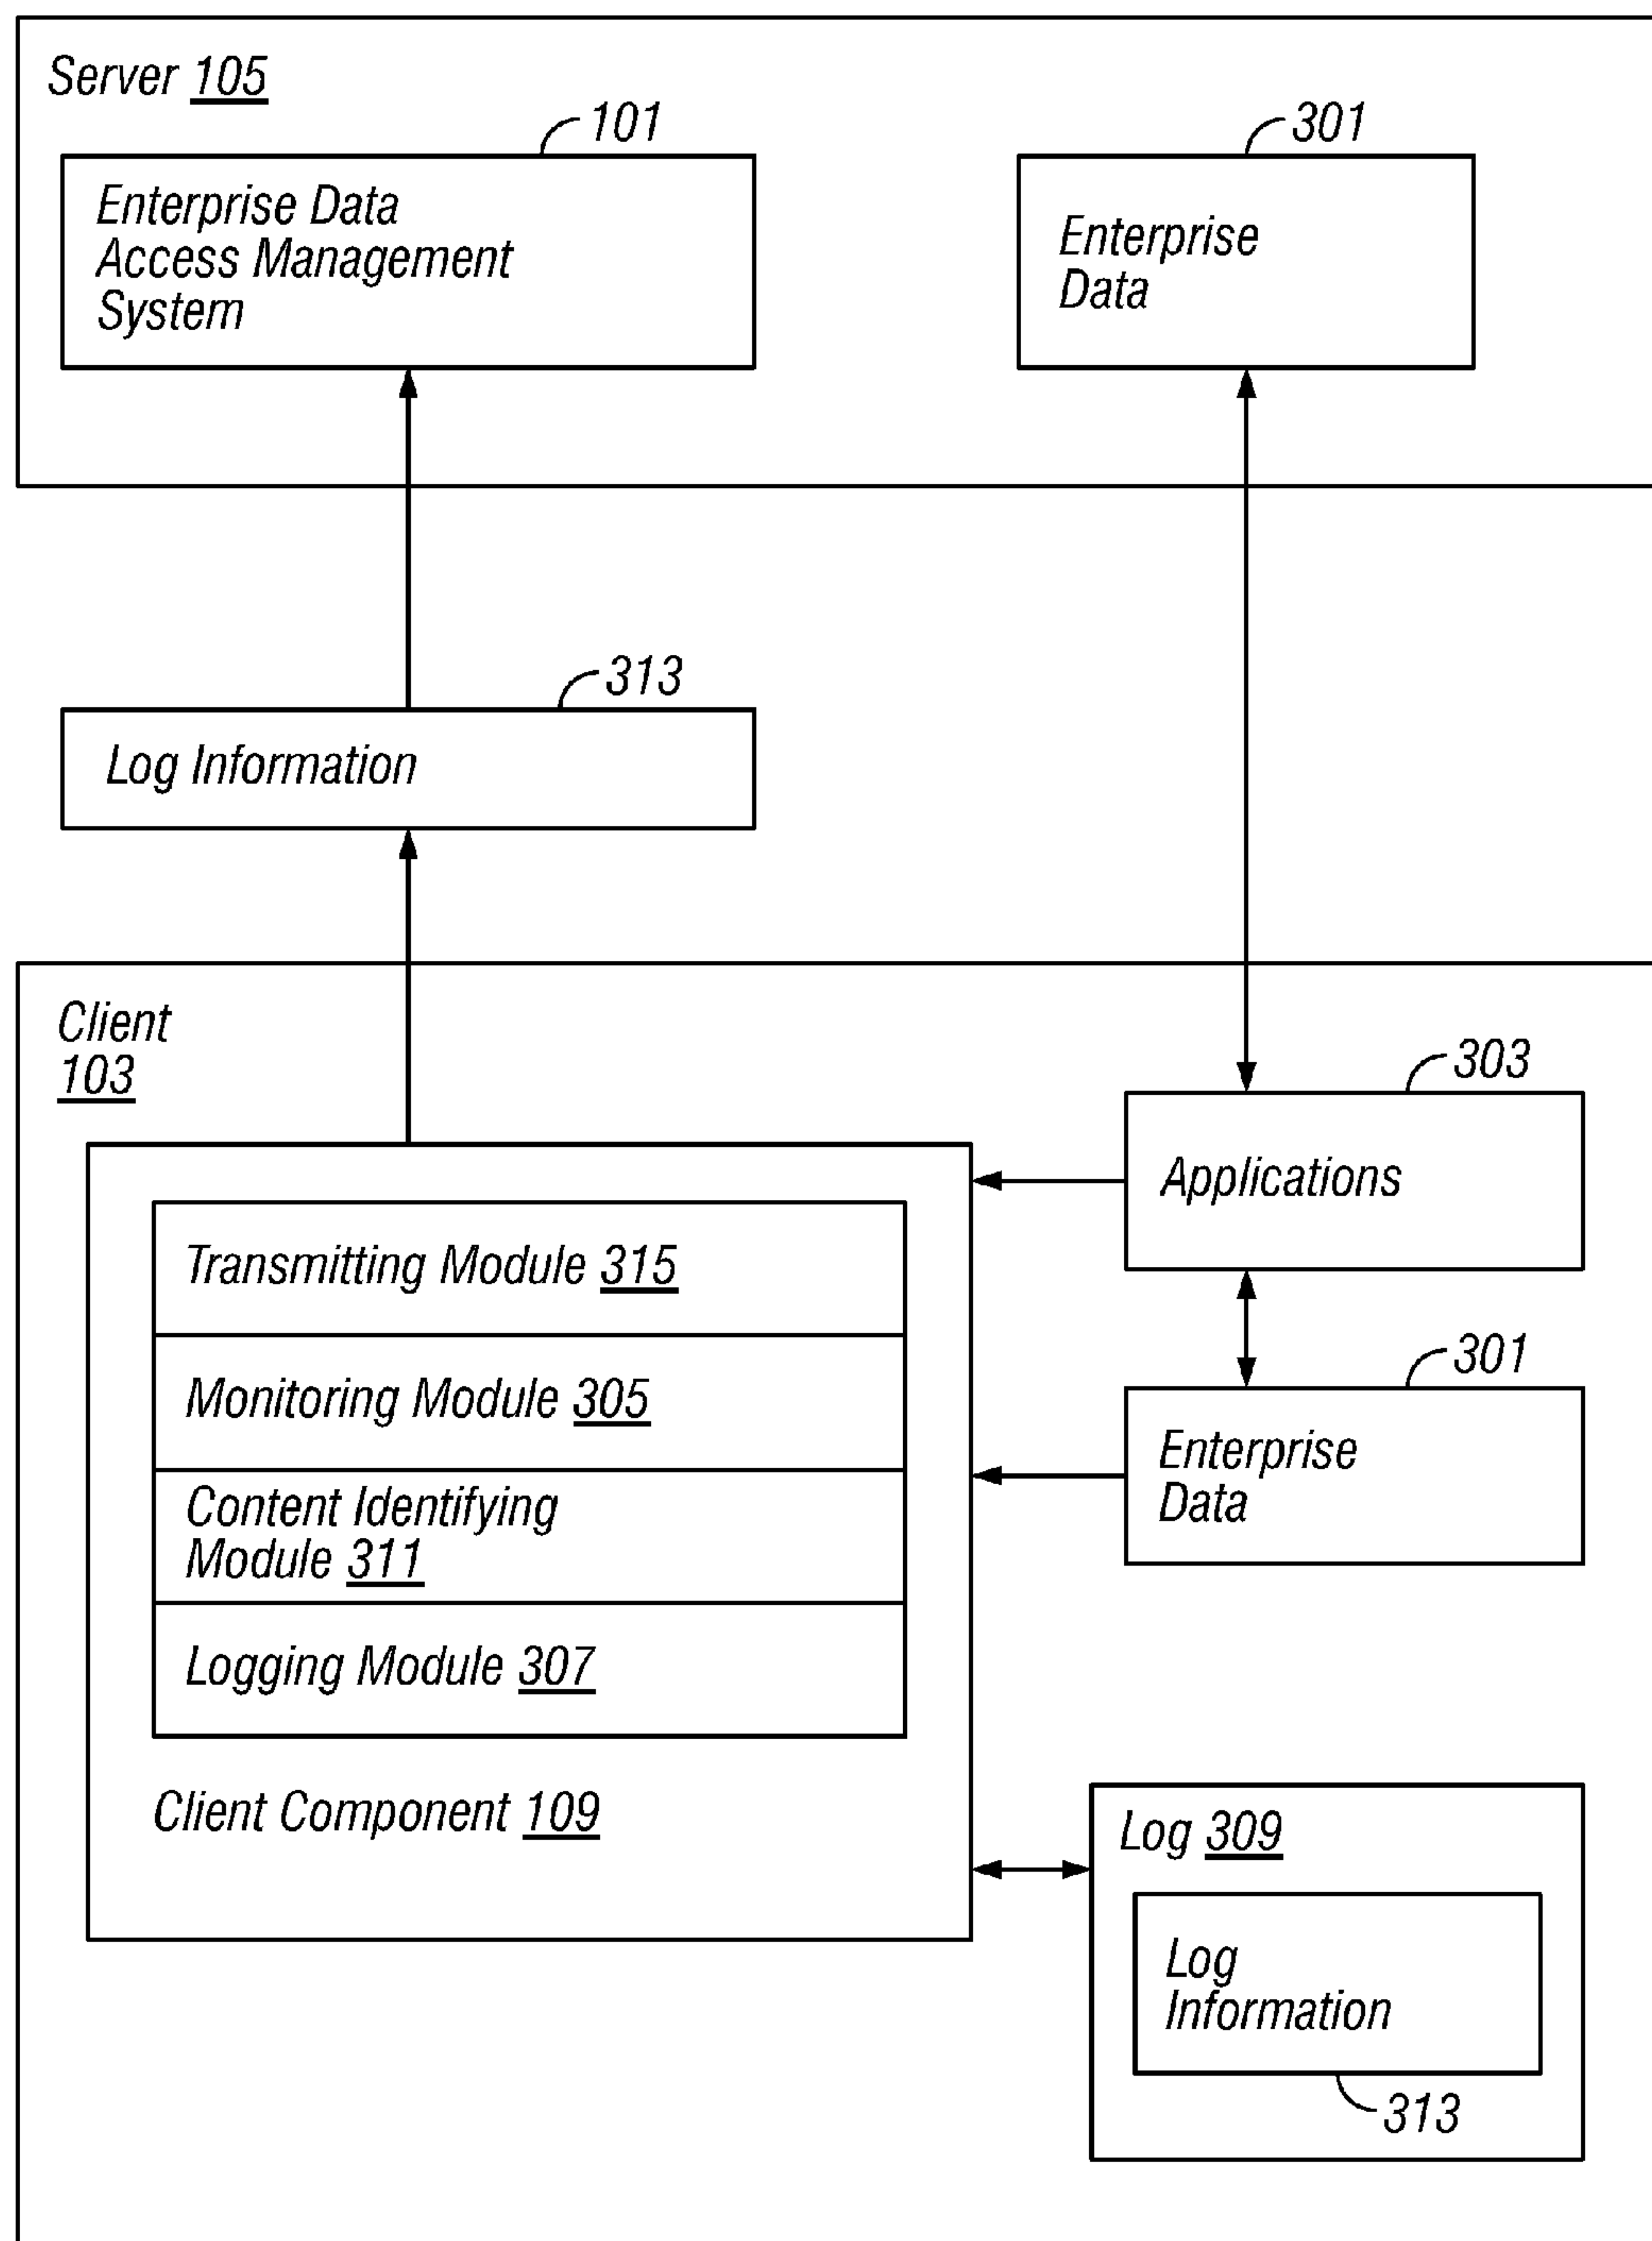 Server 105
101
301
Enterprise Data
Access Management
System
Enterprise
Data
313
Log Information
Client
103
303
Applications
Transmitting Module 315
301
Monitoring Module 305
Enterprise
Data
Content Identifying
Module 311
Logging Module 307
Client Component 109
Log 309
Log
Information
313